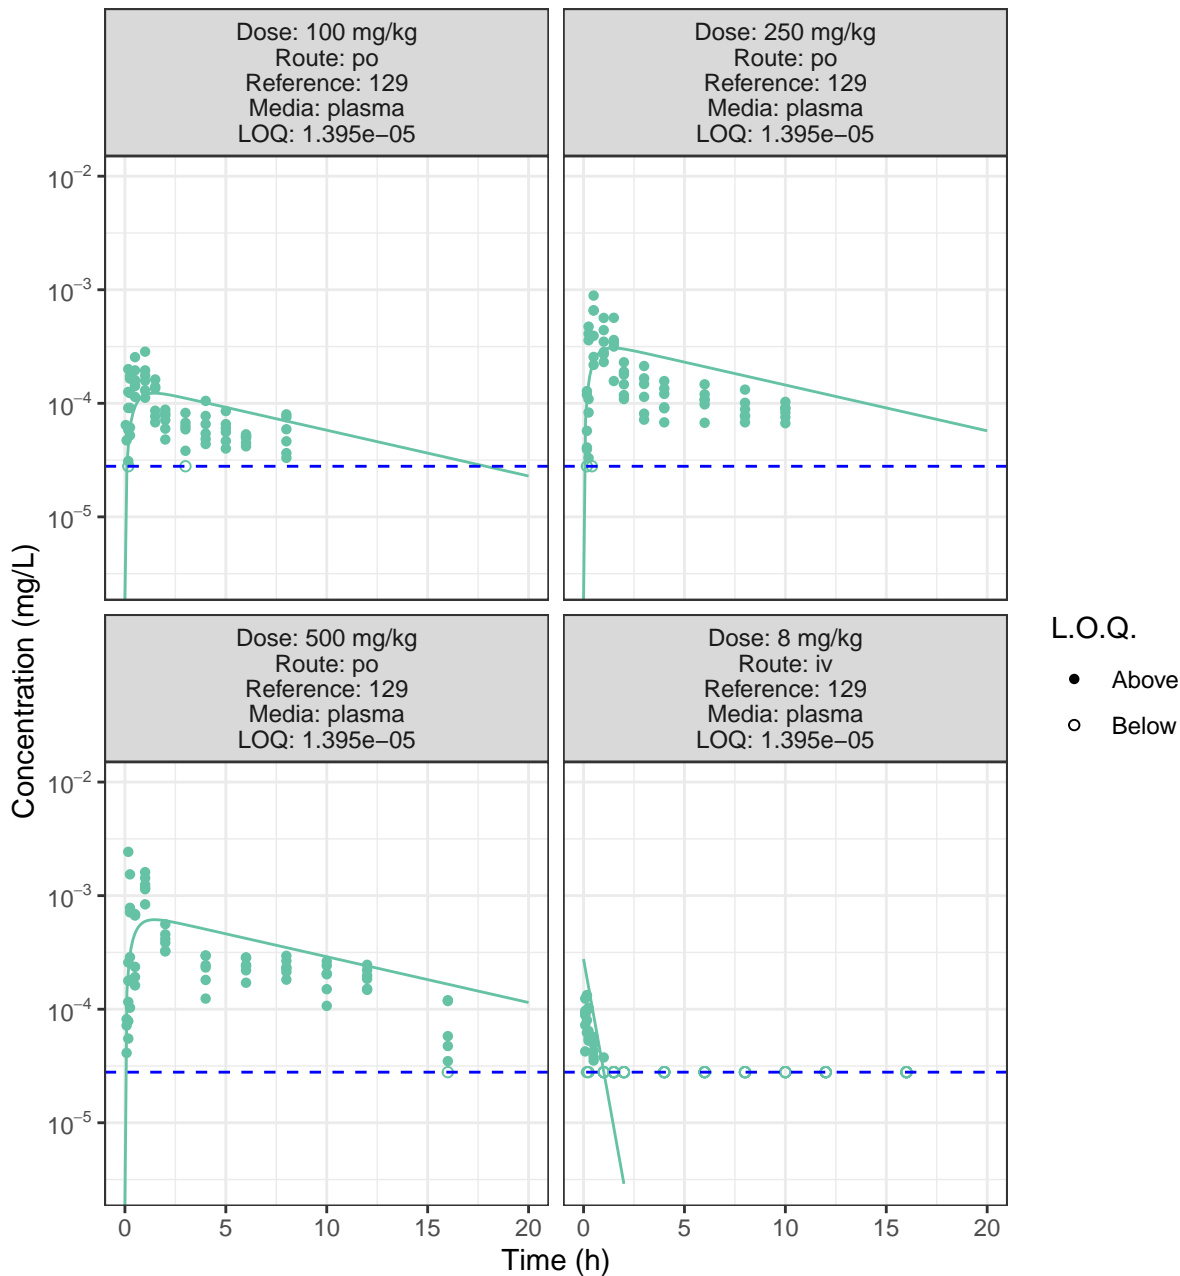 Dose: 100 mg/kg
Route: po
Reference: 129
Media: plasma
LOQ: 1.395e−05
Dose: 250 mg/kg
Route: po
Reference: 129
Media: plasma
LOQ: 1.395e−05
10−2
10−3
10−4
10−5
Dose: 500 mg/kg
Route: po
Reference: 129
Media: plasma
LOQ: 1.395e−05
Dose: 8 mg/kg
Route: iv
Reference: 129
Media: plasma
LOQ: 1.395e−05
10−2
10−3
10−4
10−5
0 5 10 15 20
0 5 10 15 20
Time (h)
Concentration (mg/L)
L.O.Q.
Above
Below